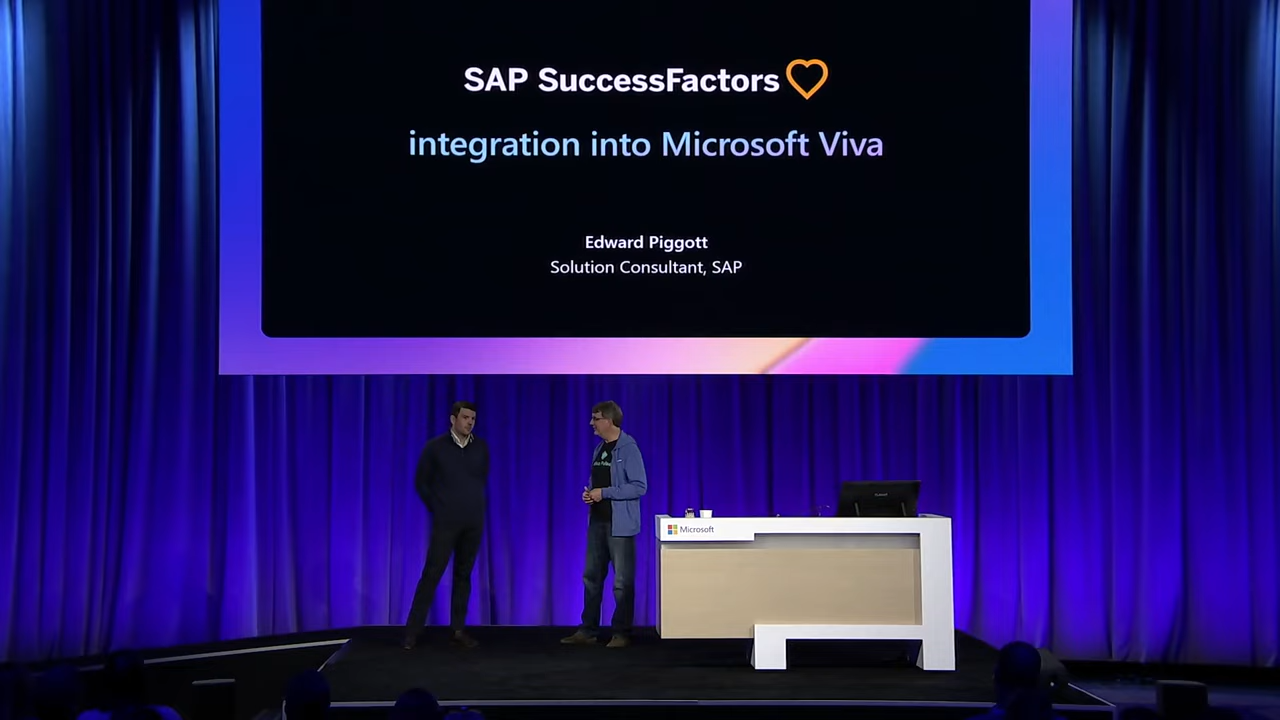 SAP SuccessFactors
integration into Microsoft Viva
Edward Piggott
Solution Consultant, SAP
Microsoft